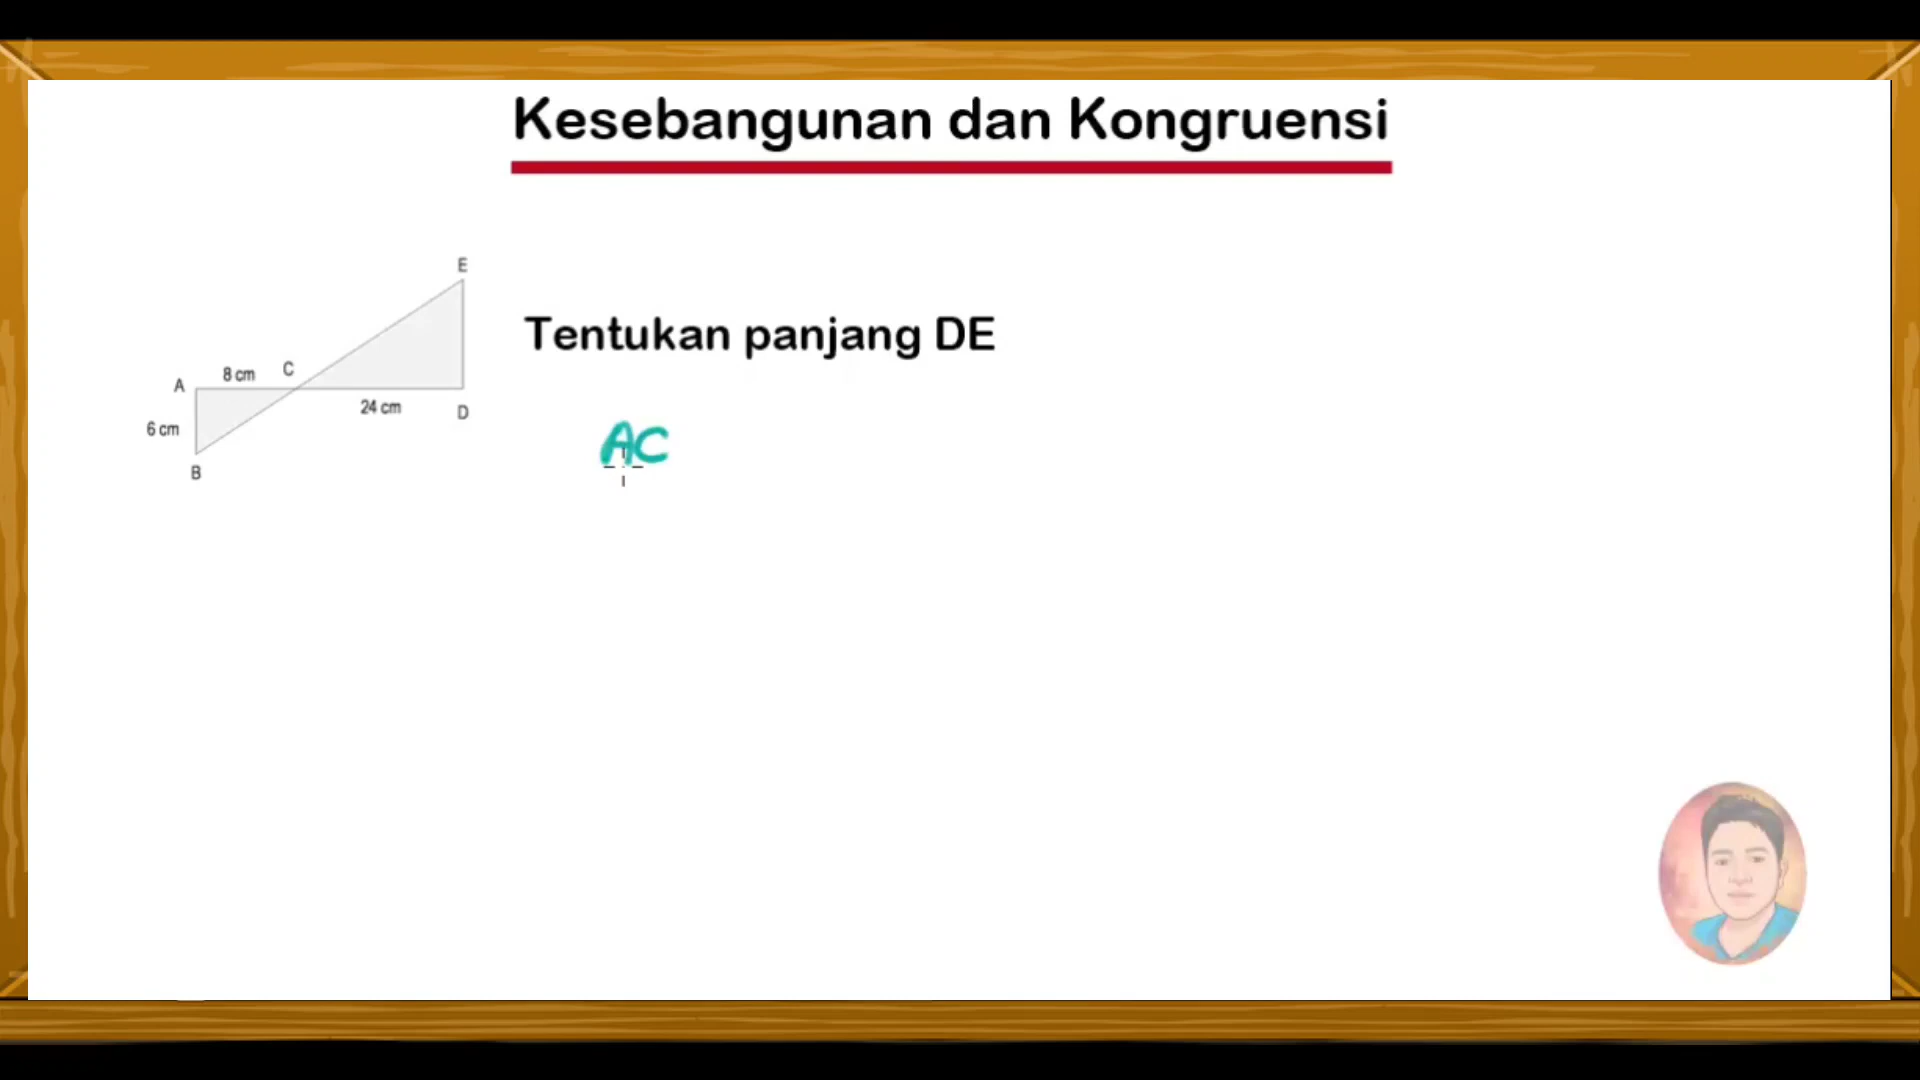 Kesebangunan dan Kongruensi
E
Tentukan panjang DE
8 cm
C
A
24 cm
D
6 cm
AC
B